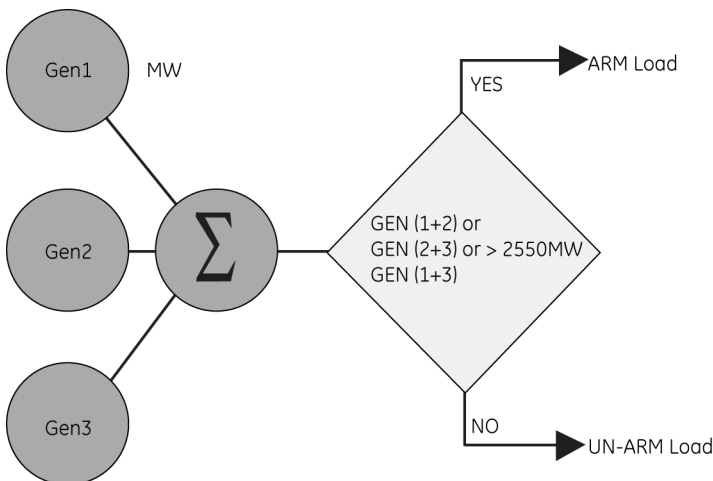 Gen1
MW
Gen2
Gen3
∑
GEN (1+2) or
GEN (2+3) or > 2550MW
GEN (1+3)
YES
ARM Load
NO
UN-ARM Load